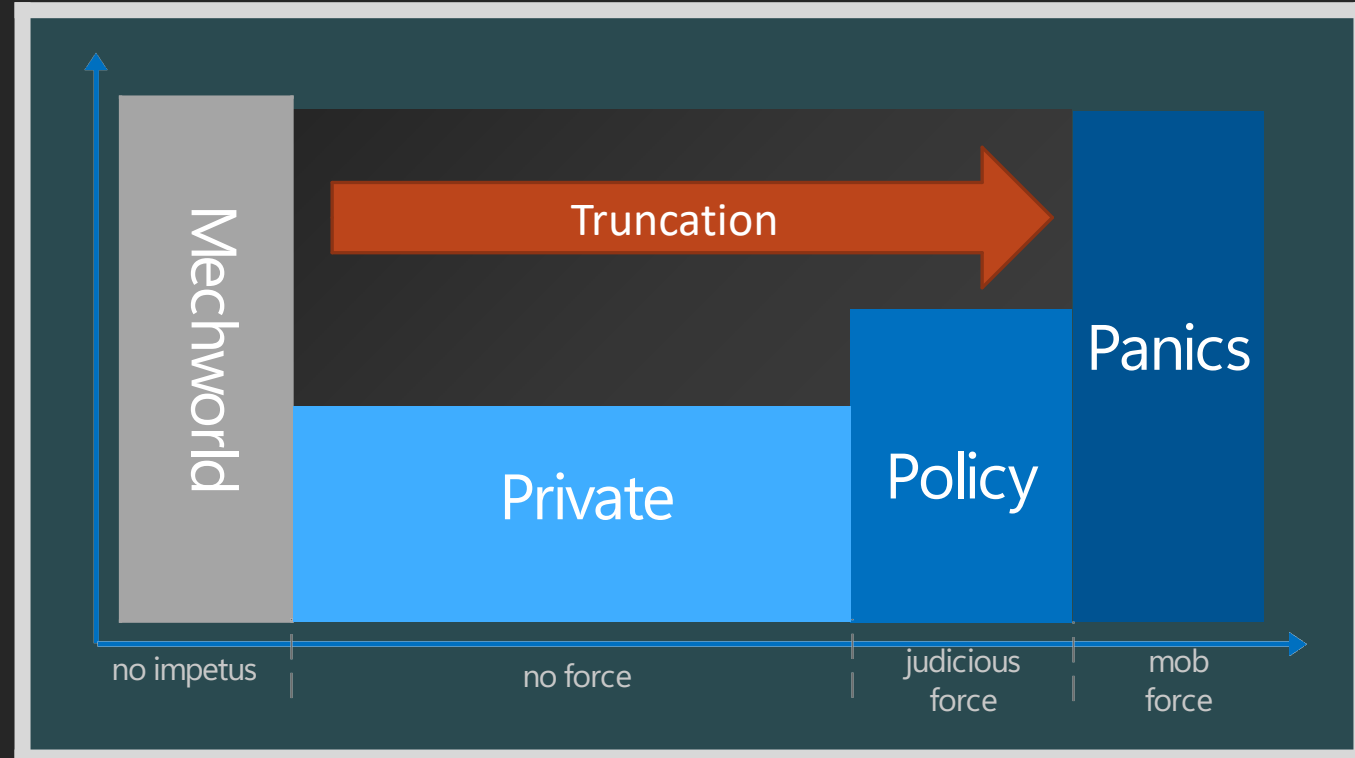 Truncation
Mechworld
Private
Policy
Panics
no impetus
no force
judicious
force
mob
force